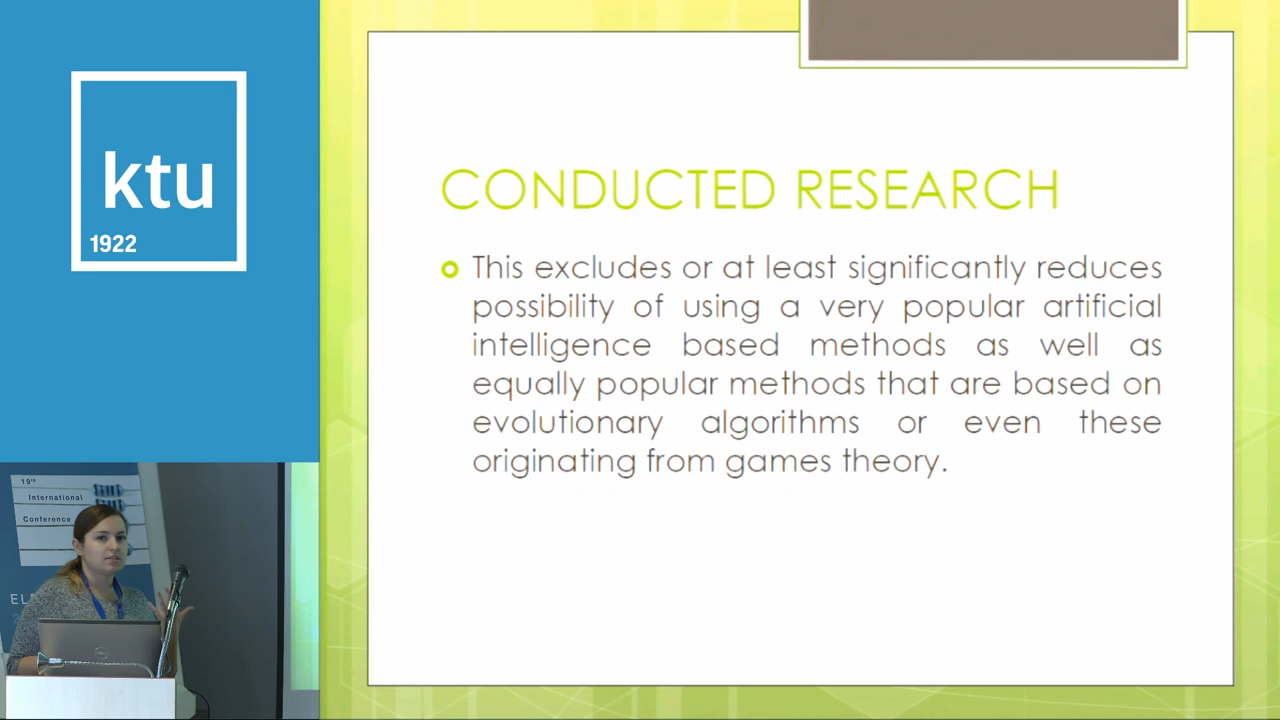 ktu
1922
CONDUCTED RESEARCH
This excludes or at least significantly reduces
possibility of using a very popular artificial
intelligence based methods as well as
equally popular methods that are based on
evolutionary algorithms or even these
originating from games theory.
19th
International
Conference